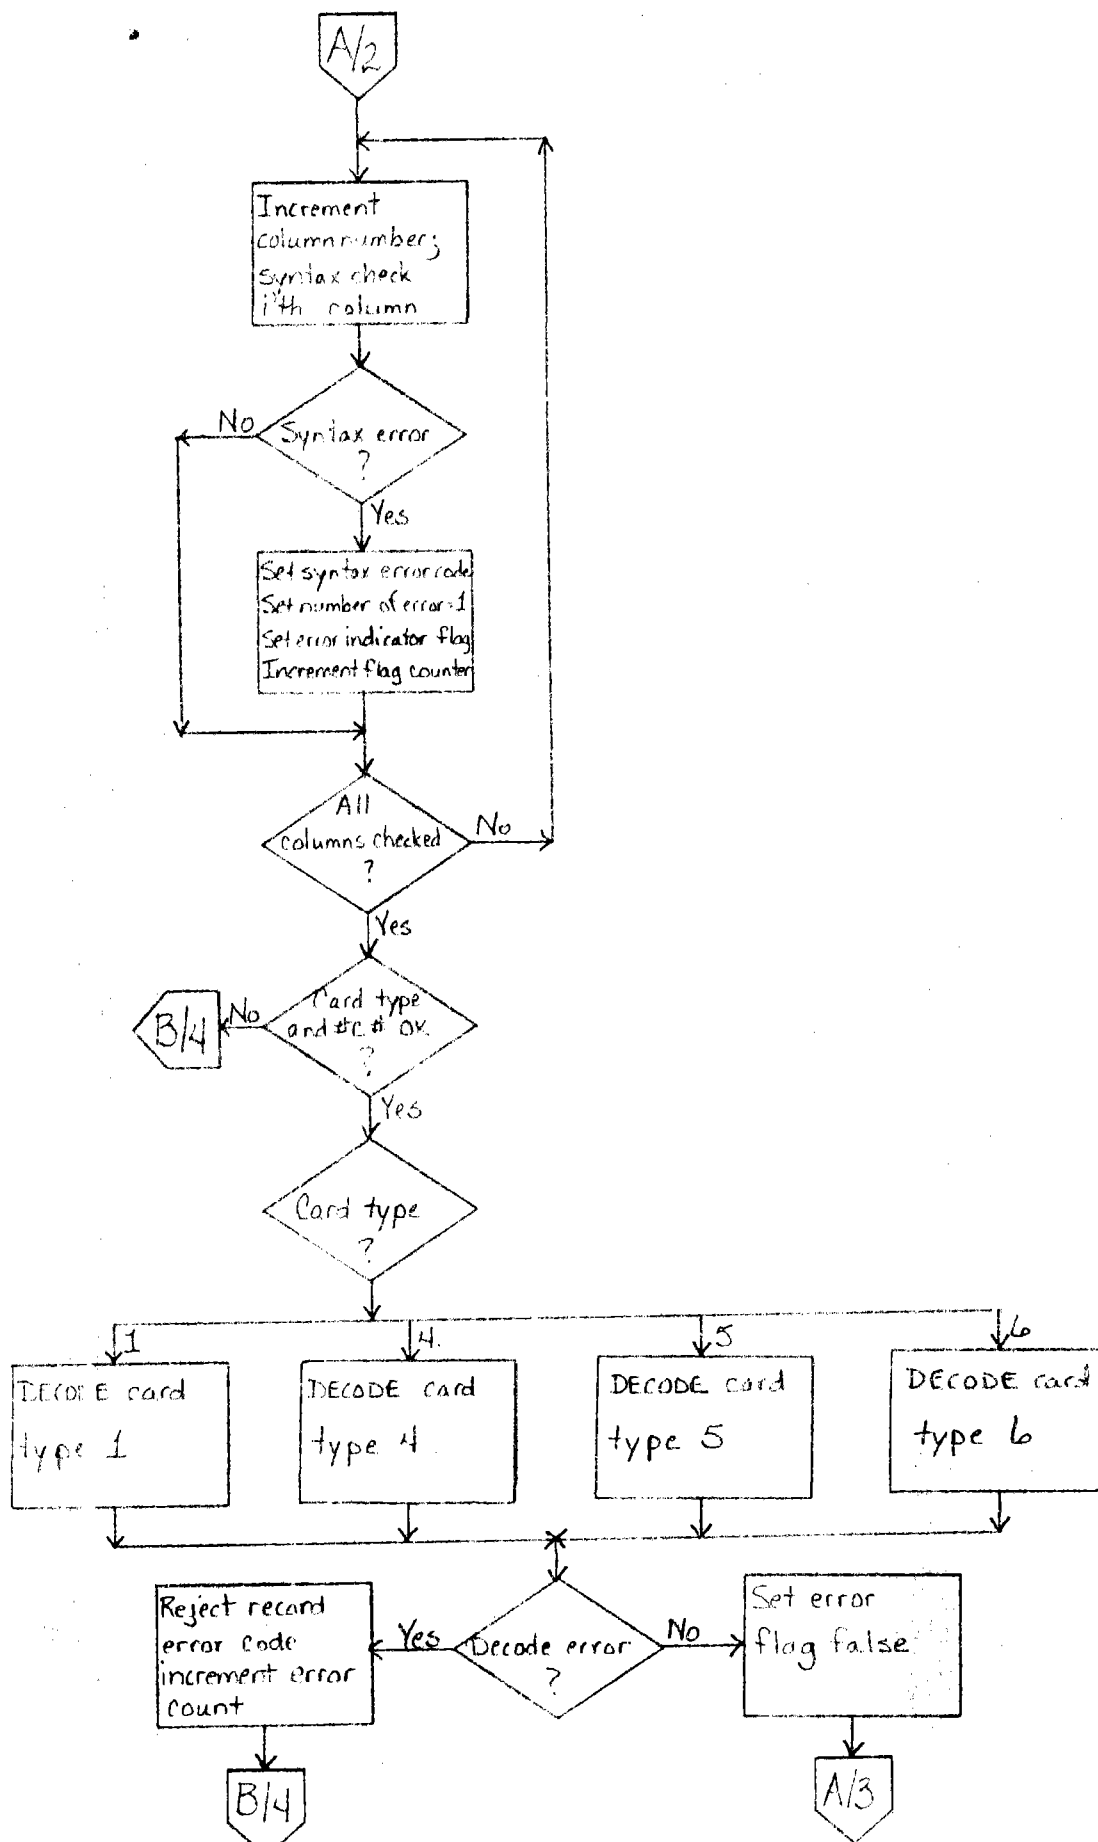 A/2
Increment
column number;
syntax check
i'th column
No
Syntax error
?
Yes
Set syntax error code
Set number of error=1
Set error indicator flag
Increment flag counter
All
columns checked
?
No
Yes
Card type
and #C# OK
?
No
B/4
Yes
Card type
?
1
4.
5
6
DECODE card
type 1
DECODE card
type 4
DECODE card
type 5
DECODE card
type 6
Reject record
error code
increment error
count
Yes
Decode error
?
No
Set error
flag false
B/4
A/3